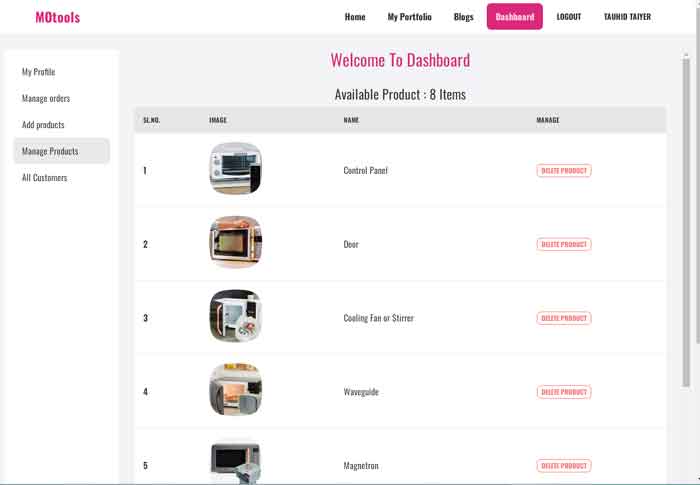 MOtools
Home My Portfolio Blogs Dashboard LOGOUT TAUHID TAIYER
My Profile
Manage orders
Add products
Manage Products
All Customers
Welcome To Dashboard
Available Product : 8 Items
SL.NO. IMAGE NAME MANAGE
1 Control Panel DELETE PRODUCT
2 Door DELETE PRODUCT
3 Cooling Fan or Stirrer DELETE PRODUCT
4 Waveguide DELETE PRODUCT
5 Magnetron DELETE PRODUCT